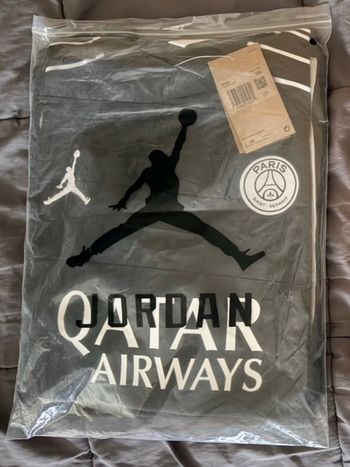 PARIS
SAINT-GERMAIN
JORDAN
QATAR
AIRWAYS